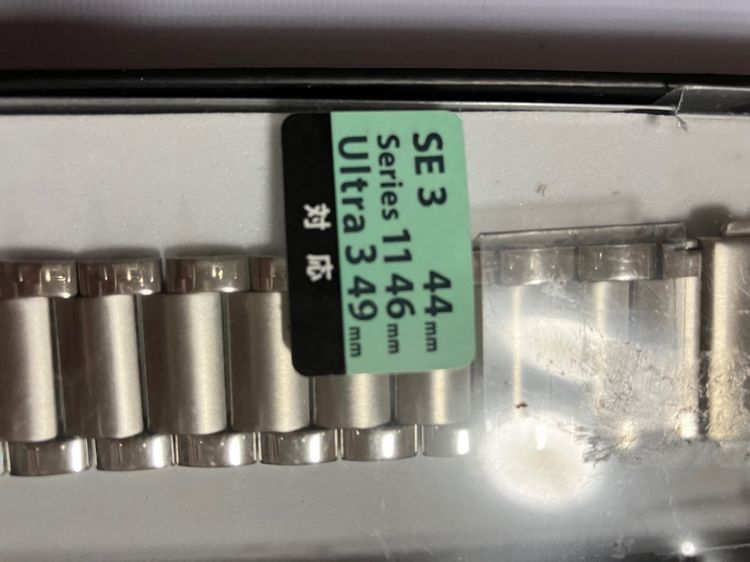 SE 3 44mm
Series 11 46mm
Ultra 3 49mm
対応